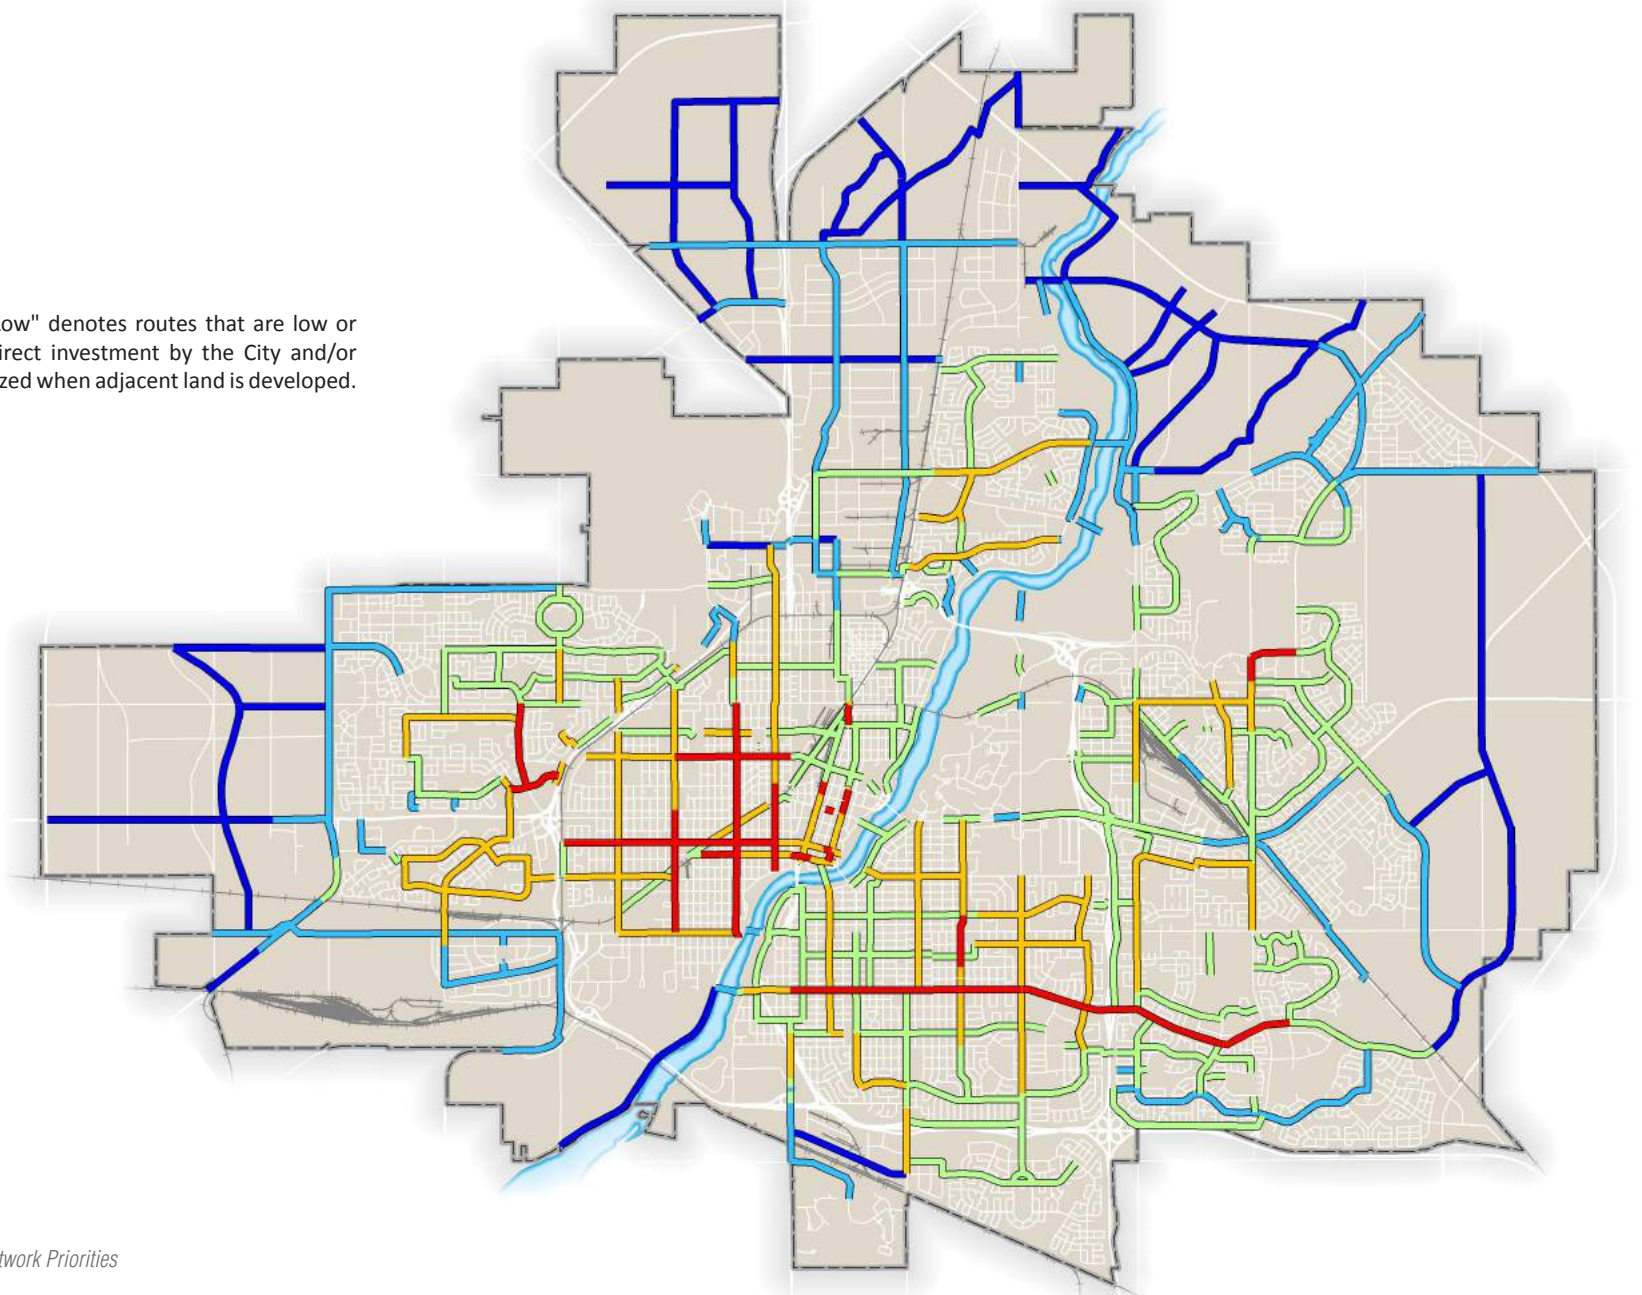 ow" denotes routes that are low or
irect investment by the City and/or
zed when adjacent land is developed.
twork Priorities